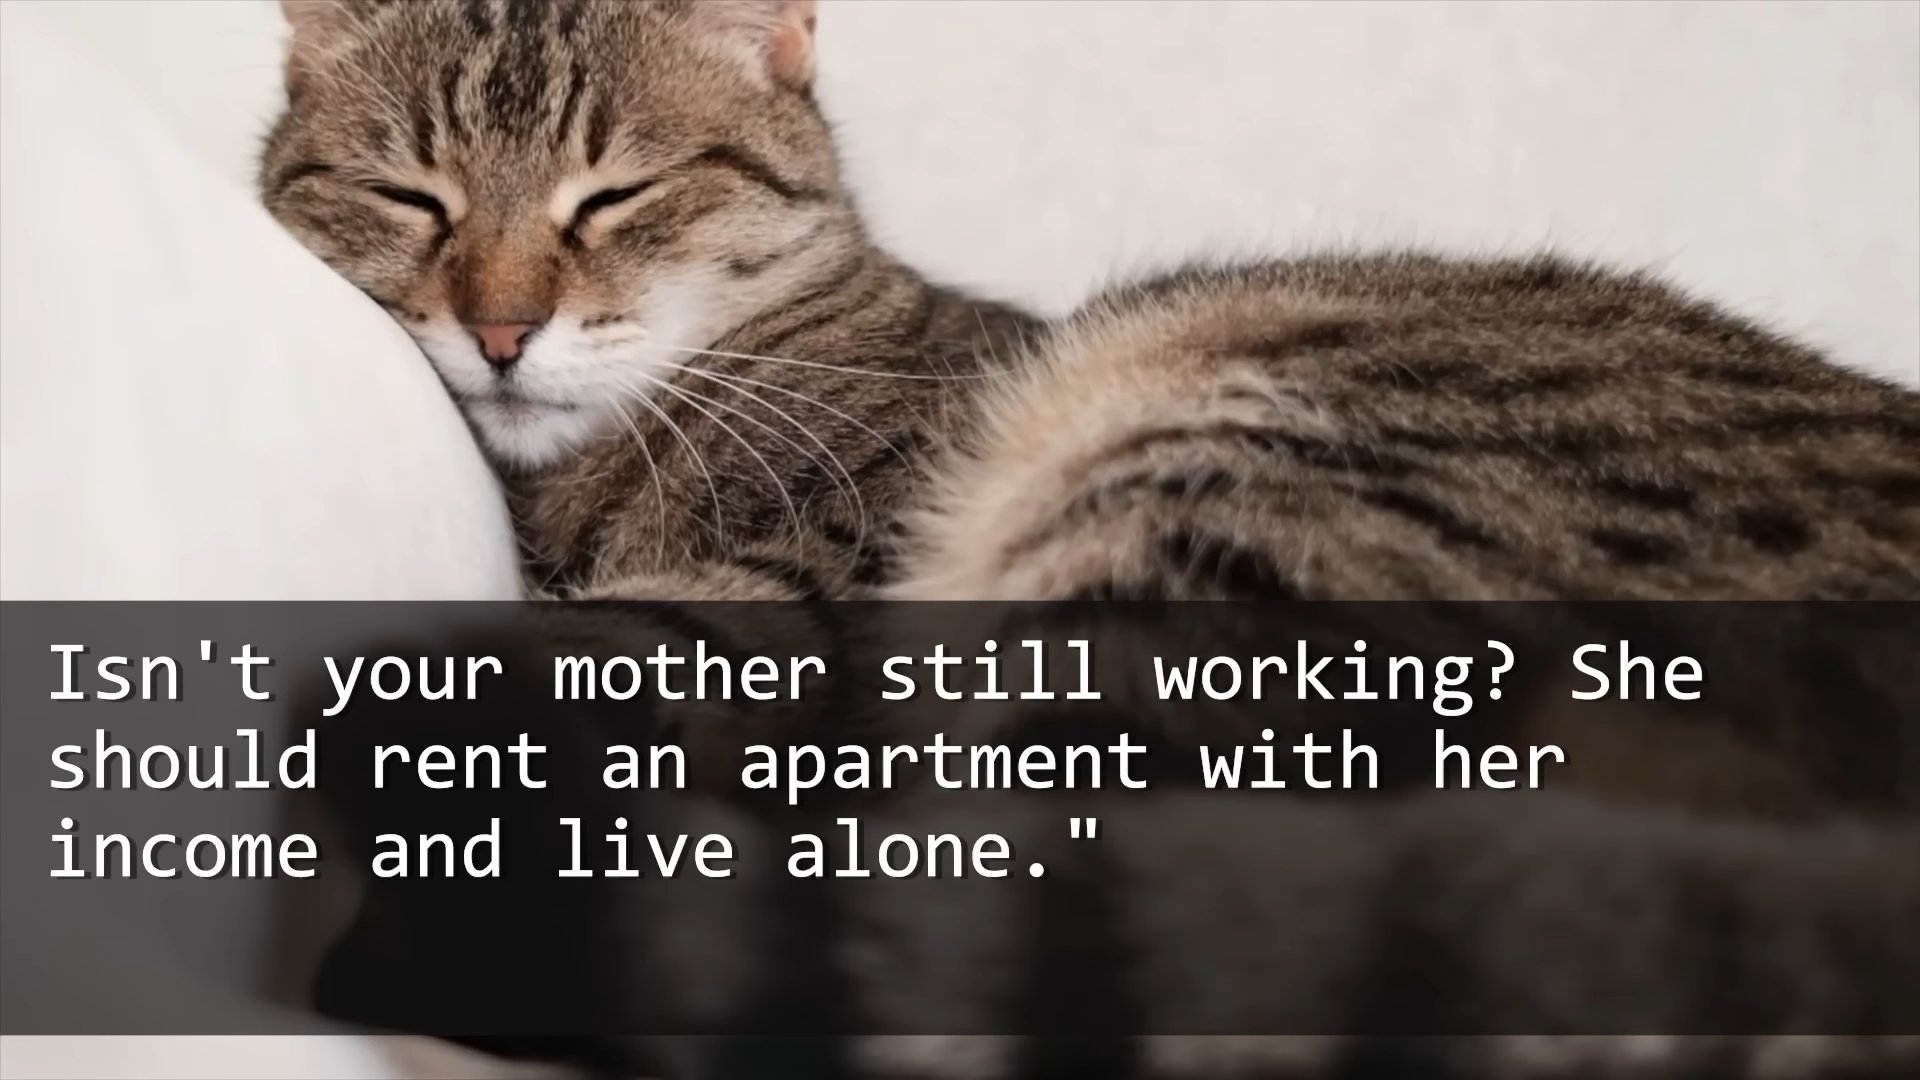 Isn't your mother still working? She
should rent an apartment with her
income and live alone."